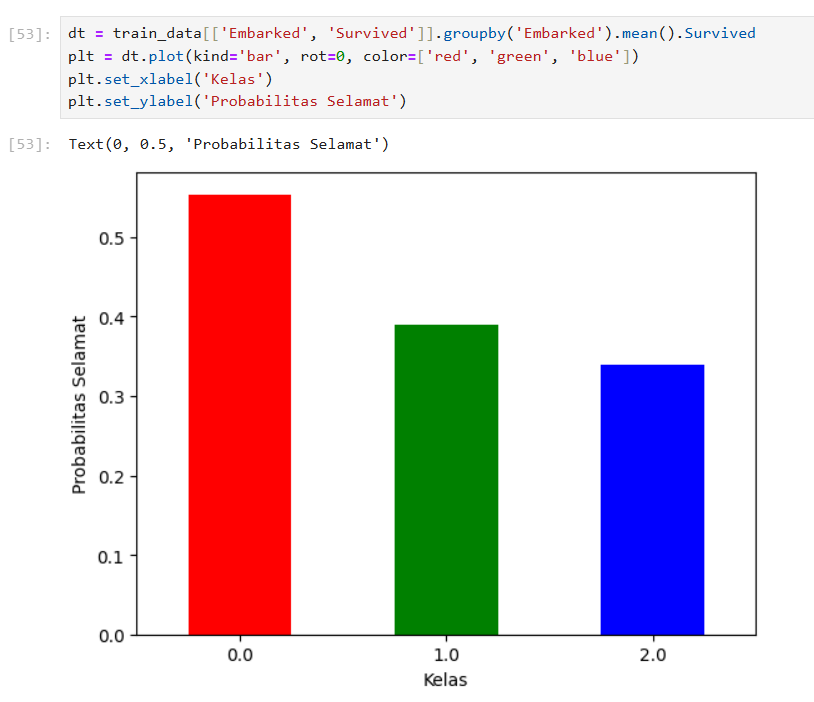 [53]: dt = train_data[['Embarked', 'Survived']].groupby('Embarked').mean().Survived
plt = dt.plot(kind='bar', rot=0, color=['red', 'green', 'blue'])
plt.set_xlabel('Kelas')
plt.set_ylabel('Probabilitas Selamat')
[53]: Text(0, 0.5, 'Probabilitas Selamat')
Probabilitas Selamat
0.5
0.4
0.3
0.2
0.1
0.0
0.0 1.0 2.0
Kelas